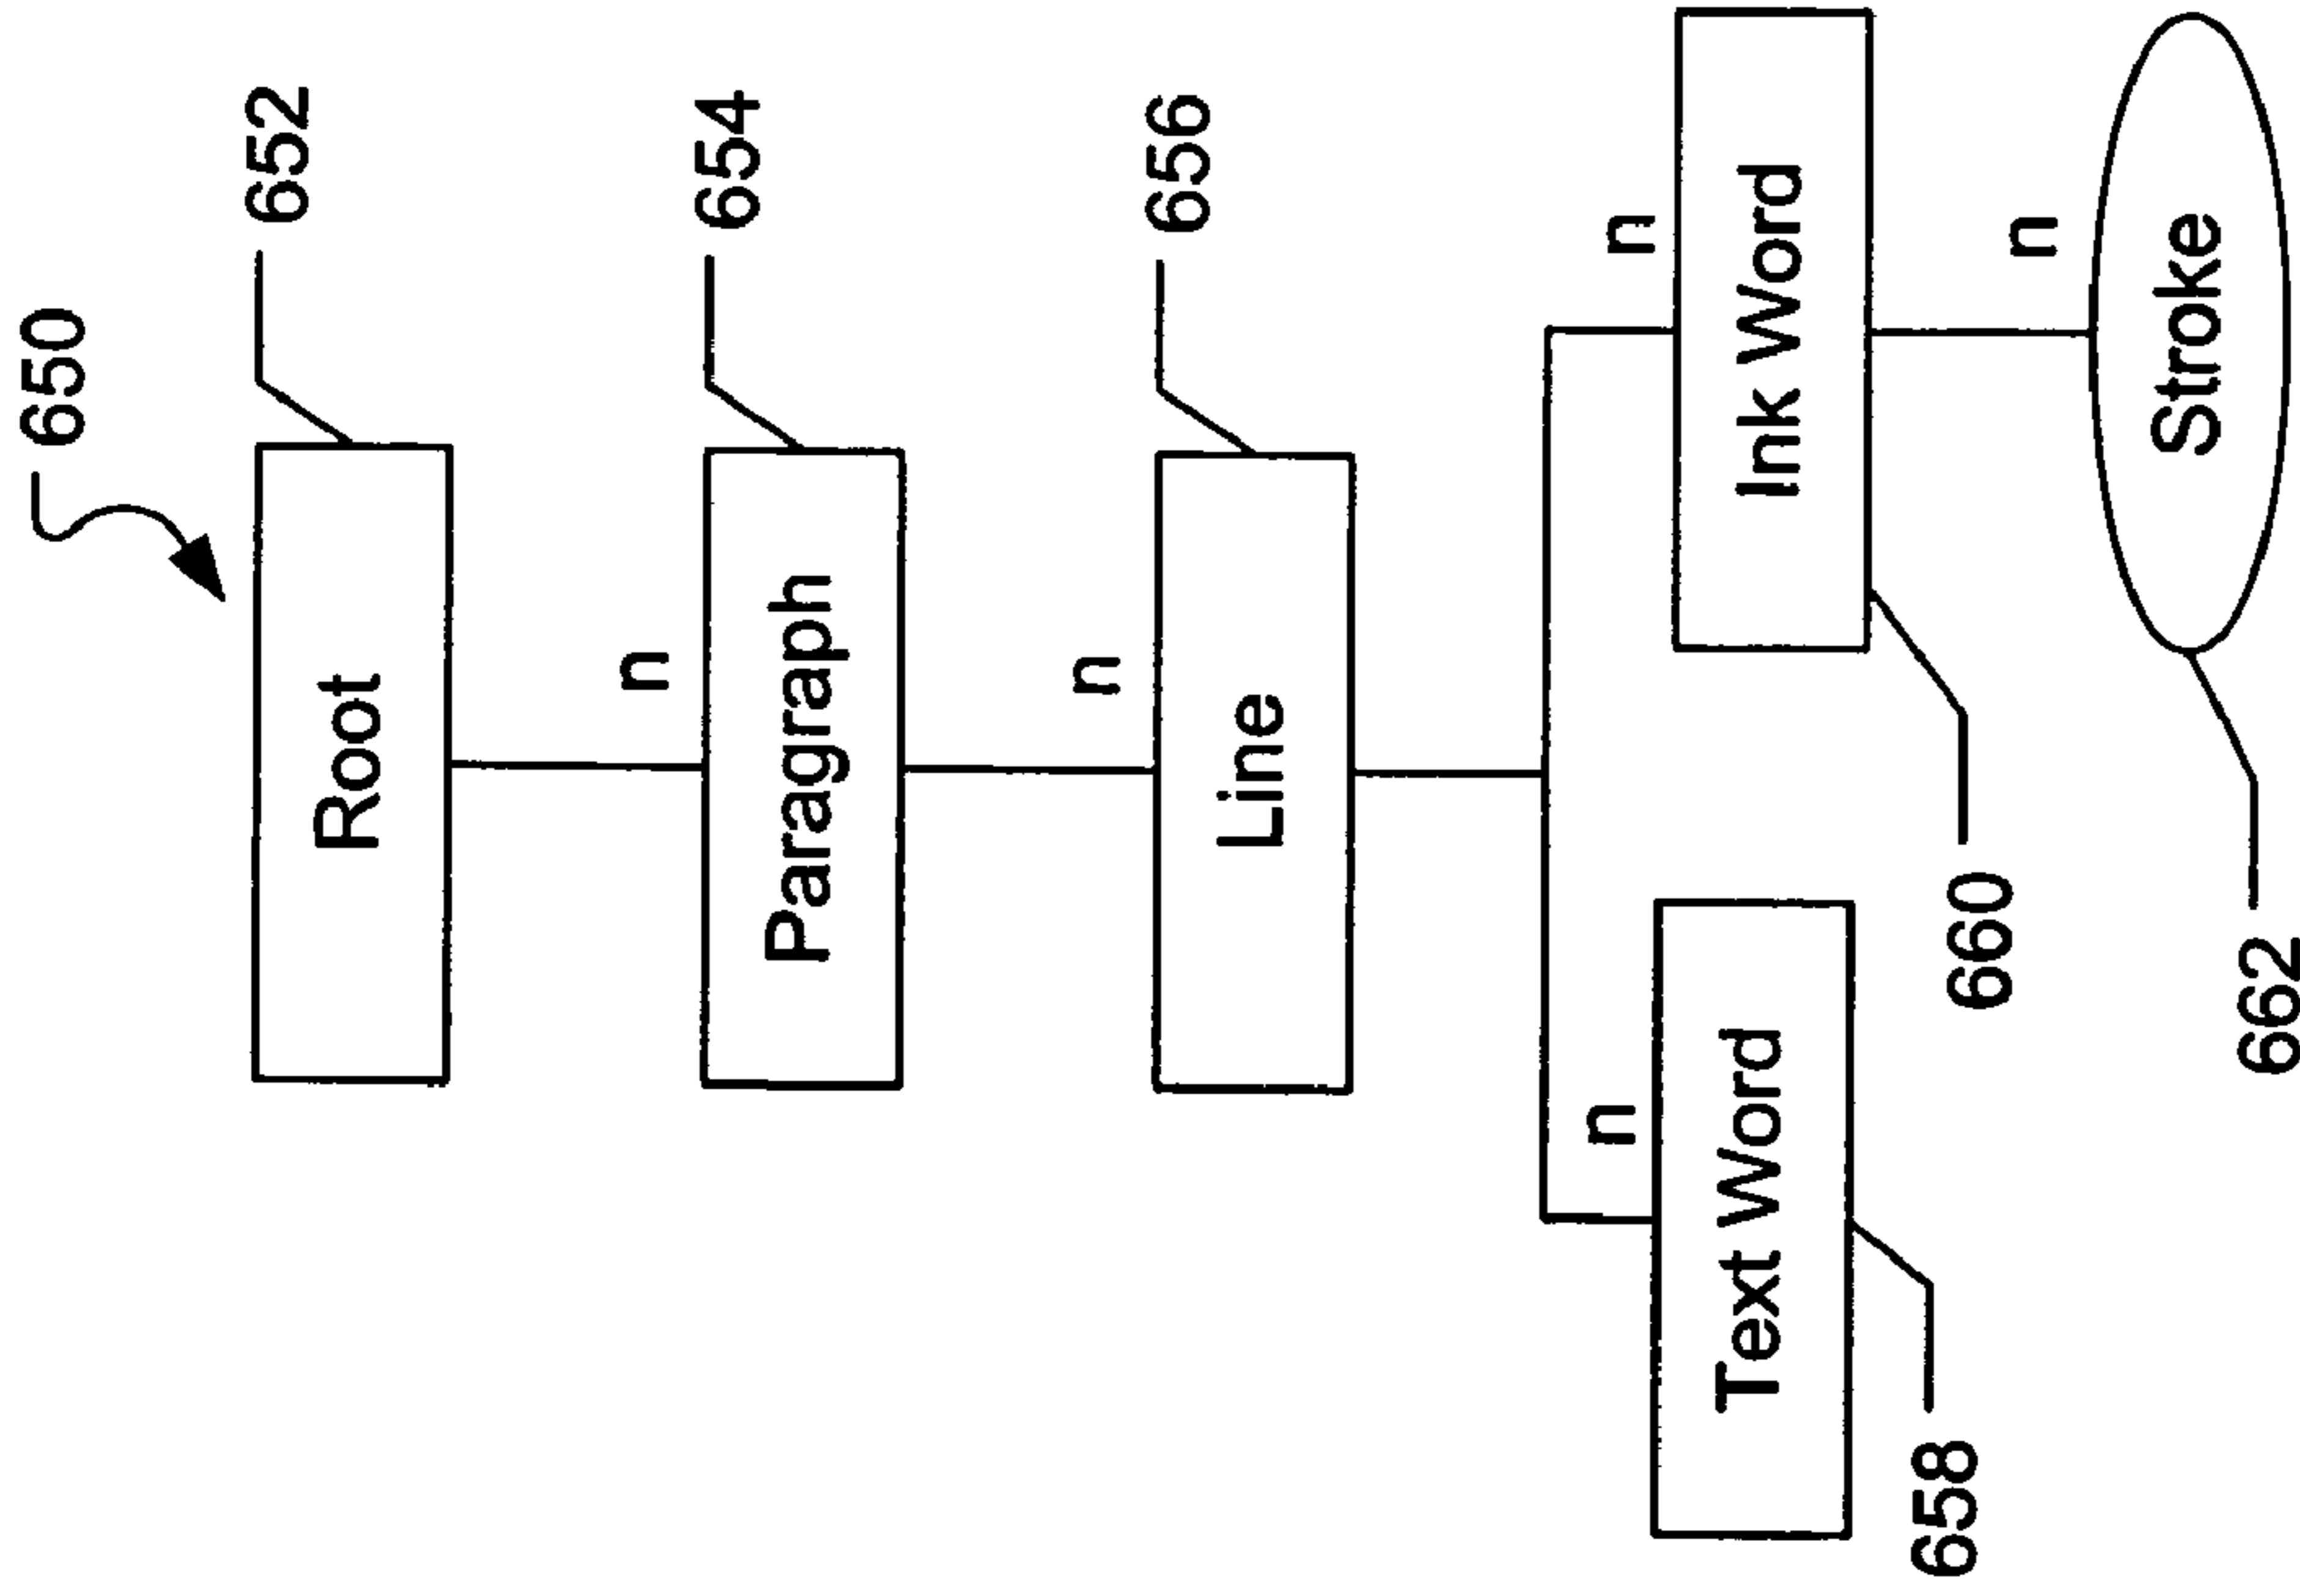 650
652
Root
n
654
Paragraph
n
656
Line
n
n
Text Word
Ink Word
658
660
n
Stroke
662